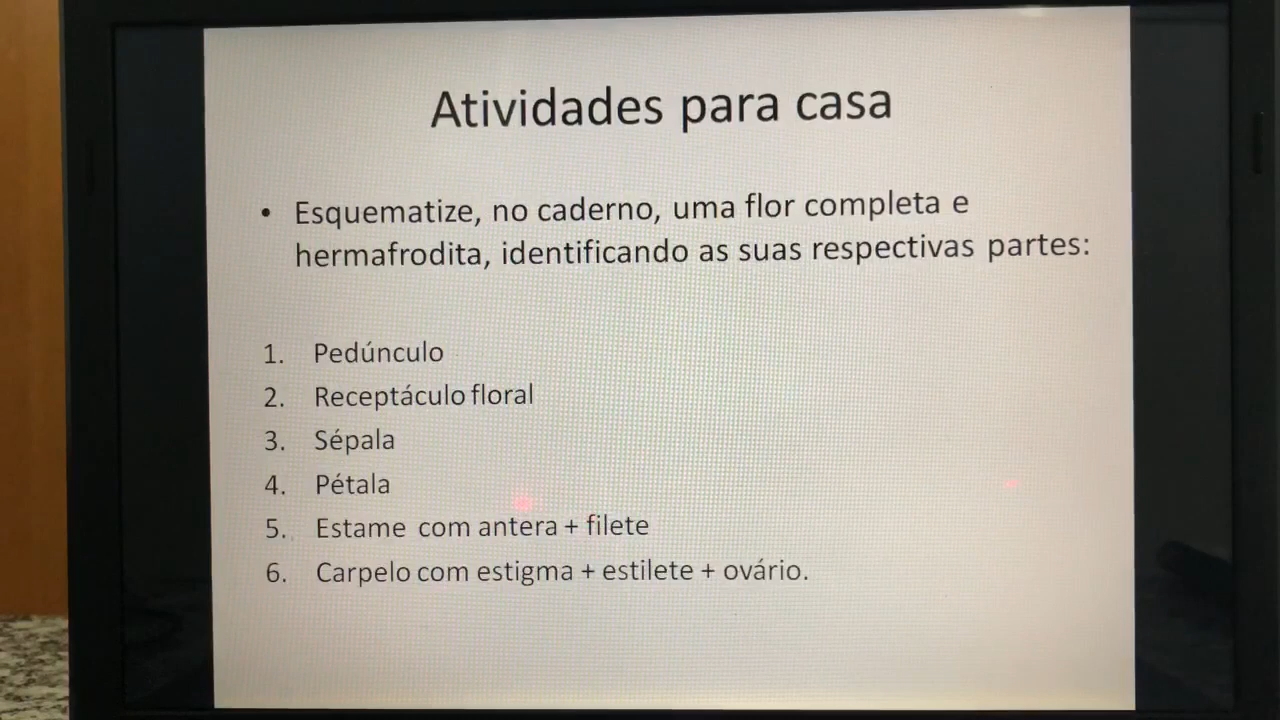 Atividades para casa
• Esquematize, no caderno, uma flor completa e
hermafrodita, identificando as suas respectivas partes:
1. Pedúnculo
2. Receptáculo floral
3. Sépala
4. Pétala
5. Estame com antera + filete
6. Carpelo com estigma + estilete + ovário.